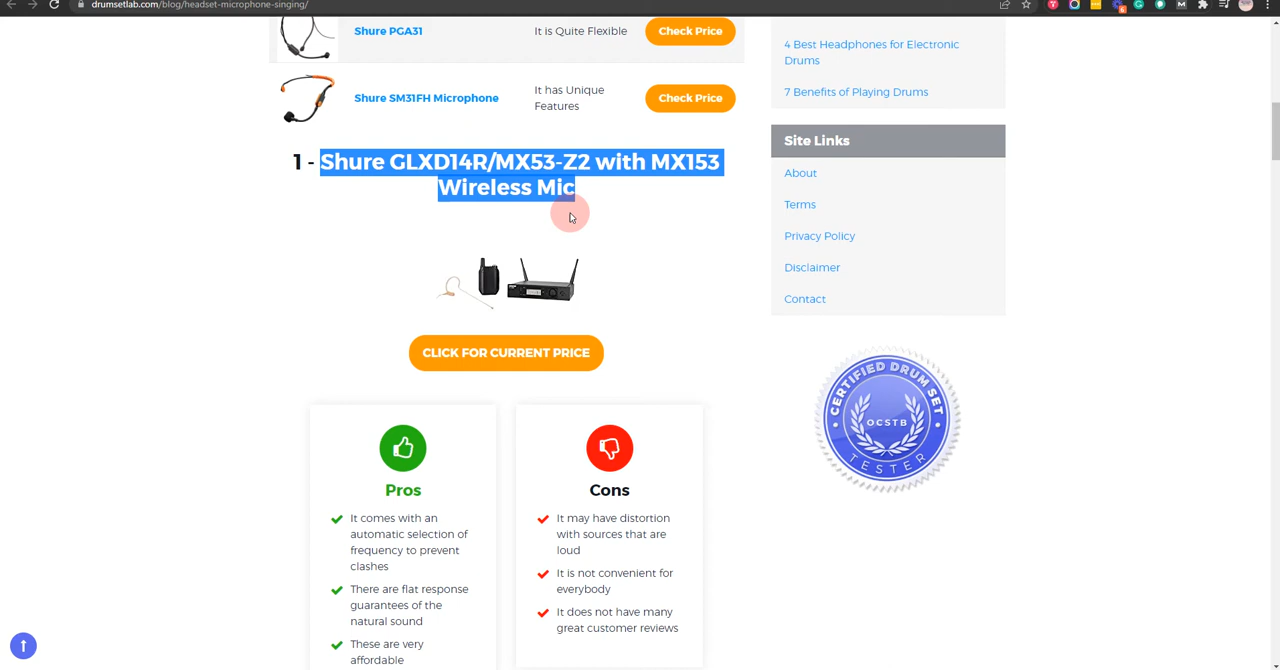 drumsetlab.com/blog/headset-microphone-singing/
Shure PGA31
It is Quite Flexible
Check Price
Shure SM31FH Microphone
It has Unique
Features
Check Price
1 - Shure GLXD14R/MX53-Z2 with MX153
Wireless Mic
CLICK FOR CURRENT PRICE
Pros
It comes with an
automatic selection of
frequency to prevent
clashes
There are flat response
guarantees of the
natural sound
These are very
affordable
Cons
It may have distortion
with sources that are
loud
It is not convenient for
everybody
It does not have many
great customer reviews
4 Best Headphones for Electronic
Drums
7 Benefits of Playing Drums
Site Links
About
Terms
Privacy Policy
Disclaimer
Contact
CERTIFIED DRUM SET
OCSTB
TESTER